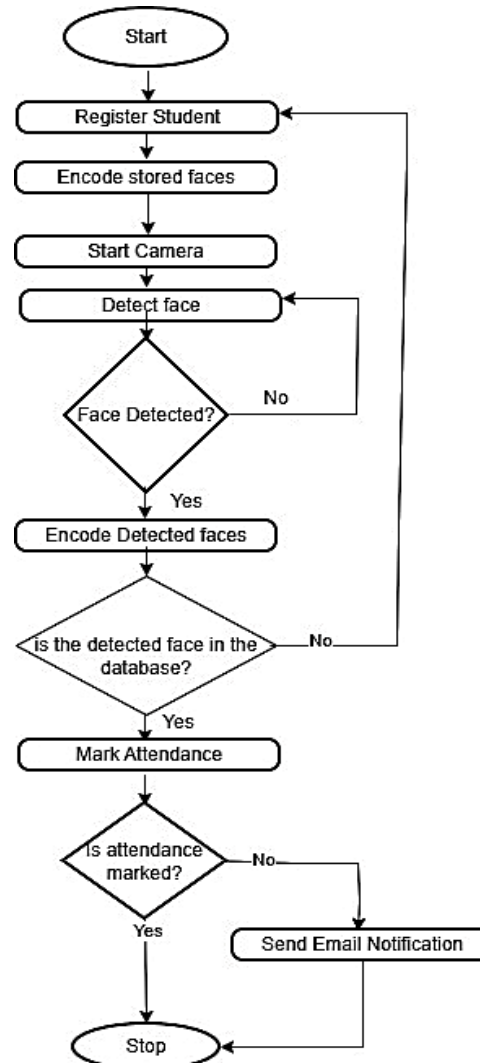 Start
Register Student
Encode stored faces
Start Camera
Detect face
Face Detected?
No
Yes
Encode Detected faces
is the detected face in the
database?
No
Yes
Mark Attendance
Is attendance
marked?
No
Yes
Send Email Notification
Stop